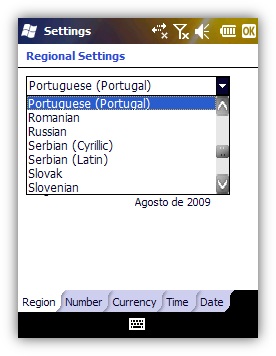 Settings
OK
Regional Settings
Portuguese (Portugal)
Portuguese (Portugal)
Romanian
Russian
Serbian (Cyrillic)
Serbian (Latin)
Slovak
Slovenian
Agosto de 2009
Region Number Currency Time Date